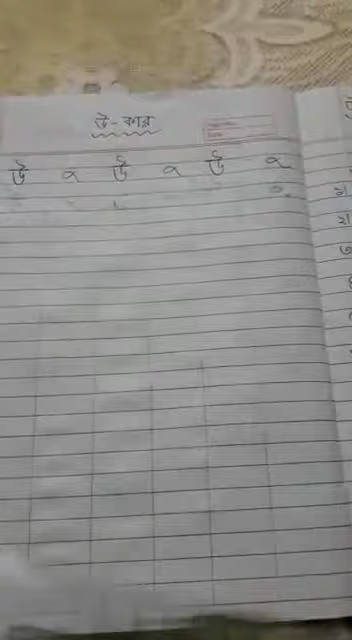 উ - কার
উ ু উ ু উ ু